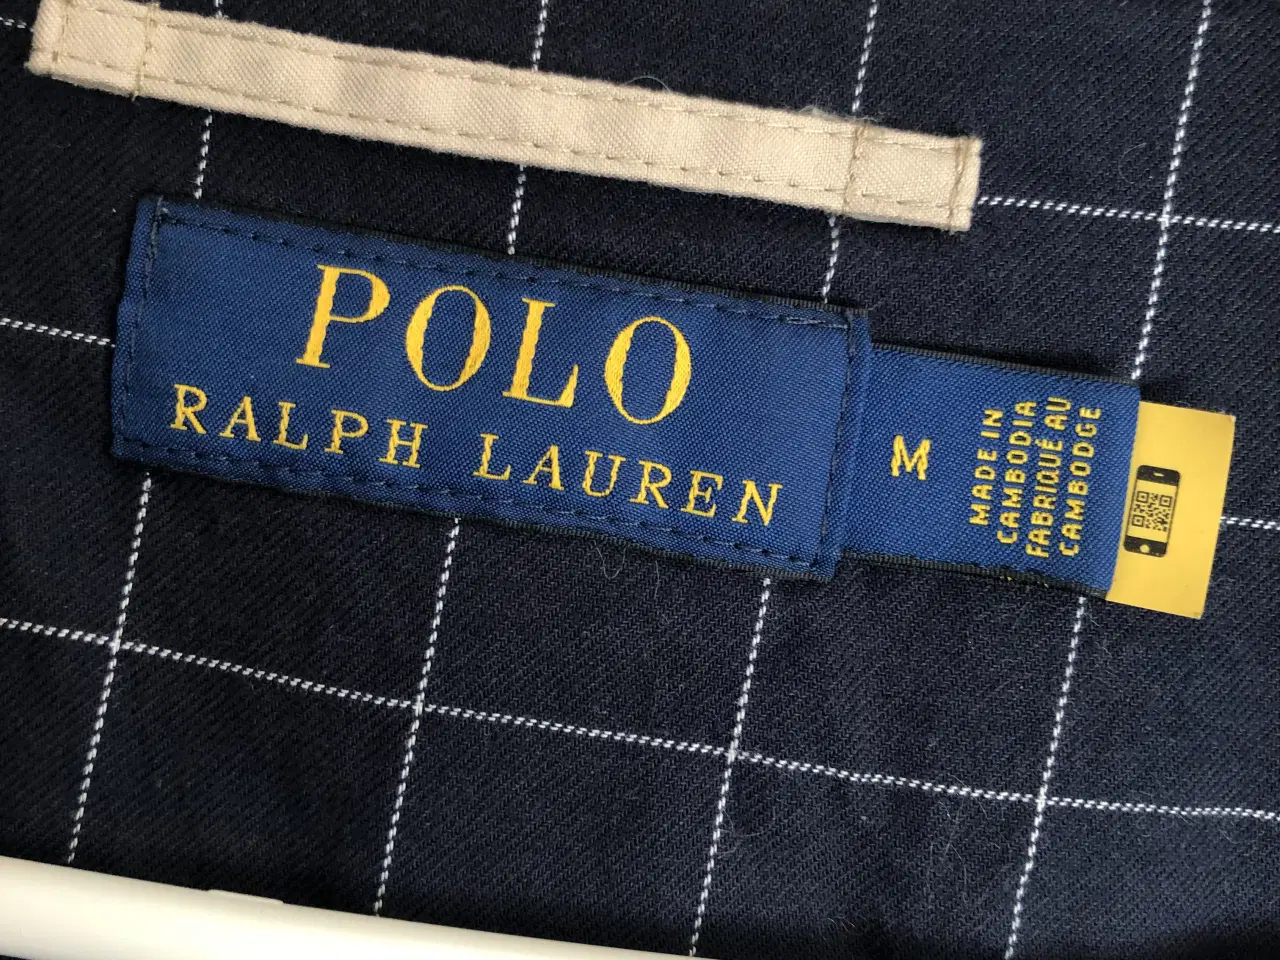 POLO
RALPH LAUREN
M
MADE IN
CAMBODIA
FABRIQUÉ AU
CAMBODGE